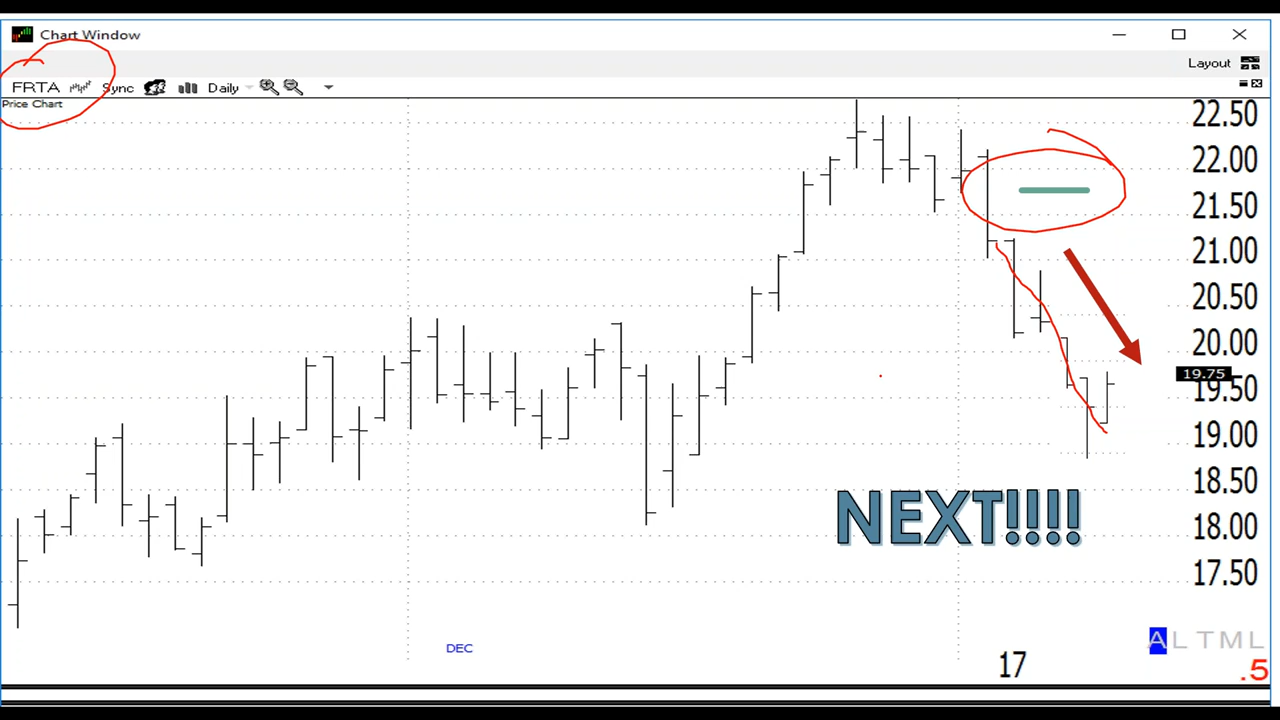 Chart Window
Layout
FRTA Sync Daily
Price Chart
22.50
22.00
21.50
21.00
20.50
20.00
19.75
19.50
19.00
18.50
18.00
17.50
NEXT!!!!
DEC
17
A L T M L
.5